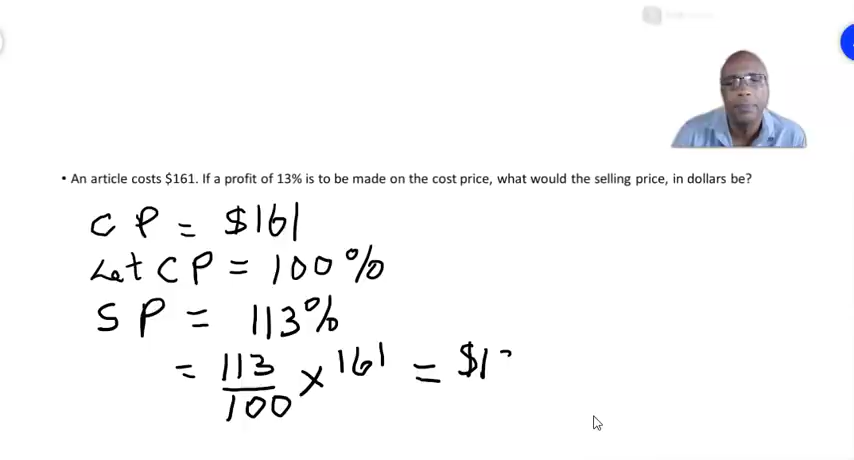 • An article costs $161. If a profit of 13% is to be made on the cost price, what would the selling price, in dollars be?
CP = $161
Let CP = 100%
SP = 113%
= 113/100 × 161 = $1